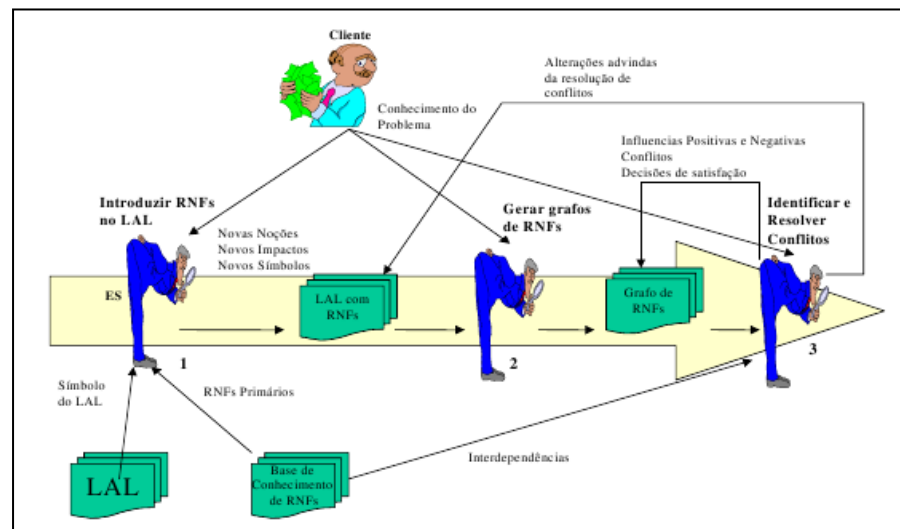 Cliente
Conhecimento do
Problema
Alterações advindas
da resolução de
conflitos
Influencias Positivas e Negativas
Conflitos
Decisões de satisfação
Introduzir RNFs
no LAL
Novas Noções
Novos Impactos
Novos Símbolos
Gerar grafos
de RNFs
Identificar e
Resolver
Conflitos
ES
LAL com
RNFs
Grafo de
RNFs
1
2
3
Símbolo
do LAL
RNFs Primários
Interdependências
LAL
Base de
Conhecimento
de RNFs